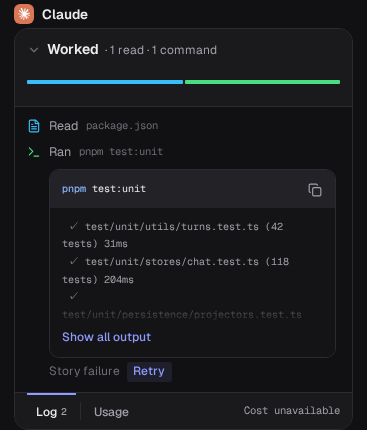 Claude
Worked · 1 read · 1 command
Read package.json
Ran pnpm test:unit
pnpm test:unit
✓ test/unit/utils/turns.test.ts (42
tests) 31ms
✓ test/unit/stores/chat.test.ts (118
tests) 204ms
✓
test/unit/persistence/projectors.test.ts
Show all output
Story failure Retry
Log 2 Usage Cost unavailable